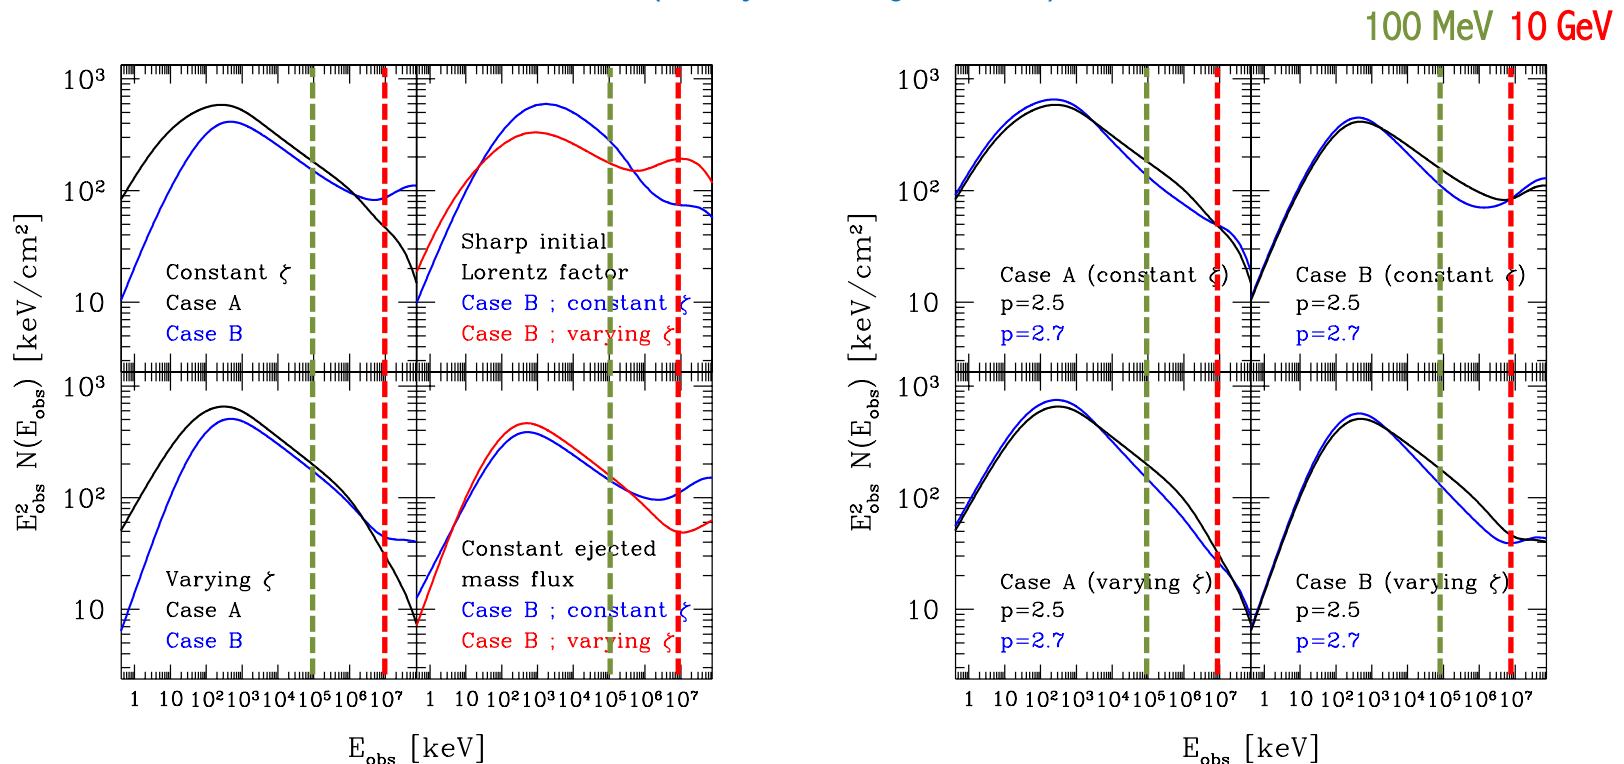 100 MeV 10 GeV
10³
10²
10
10³
10²
10
E²obs N(Eobs) [keV/cm²]
Constant ζ
Case A
Case B
Sharp initial
Lorentz factor
Case B ; constant ζ
Case B ; varying ζ
Varying ζ
Case A
Case B
Constant ejected
mass flux
Case B ; constant ζ
Case B ; varying ζ
1 10 10² 10³ 10⁴ 10⁵ 10⁶ 10⁷ 1 10 10² 10³ 10⁴ 10⁵ 10⁶ 10⁷
Eobs [keV]
10³
10²
10
10³
10²
10
E²obs N(Eobs) [keV/cm²]
Case A (constant ζ)
p=2.5
p=2.7
Case B (constant ζ)
p=2.5
p=2.7
Case A (varying ζ)
p=2.5
p=2.7
Case B (varying ζ)
p=2.5
p=2.7
1 10 10² 10³ 10⁴ 10⁵ 10⁶ 10⁷ 1 10 10² 10³ 10⁴ 10⁵ 10⁶ 10⁷
Eobs [keV]